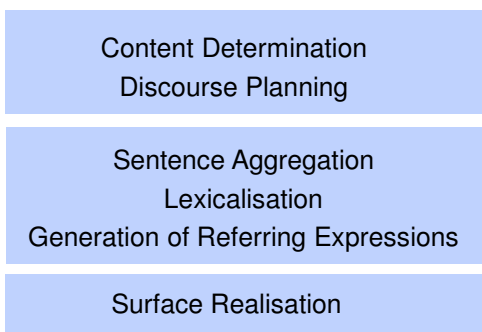 Content Determination
Discourse Planning
Sentence Aggregation
Lexicalisation
Generation of Referring Expressions
Surface Realisation